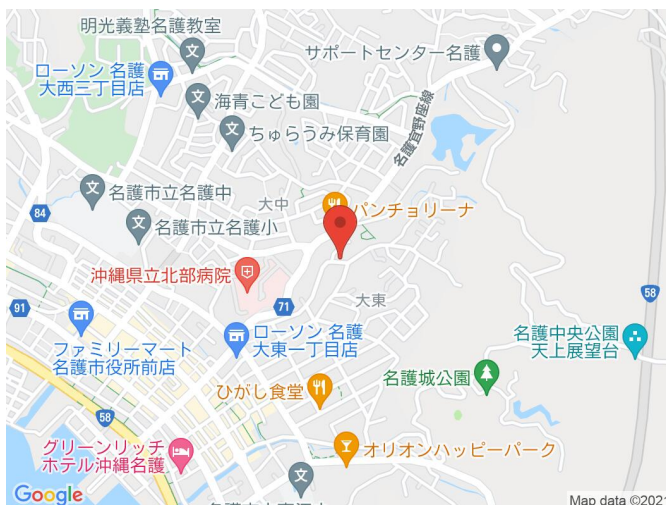 明光義塾名護教室
サポートセンター名護
ローソン 名護
大西三丁目店
海青こども園
ちゅらうみ保育園
名護宜野座線
名護市立名護中
大中
パンチョリーナ
84
名護市立名護小
沖縄県立北部病院
58
91
71
大東
ファミリーマート
名護市役所前店
ローソン 名護
大東一丁目店
名護中央公園
天上展望台
ひがし食堂
名護城公園
58
グリーンリッチ
ホテル沖縄名護
オリオンハッピーパーク
Google
Map data ©2021